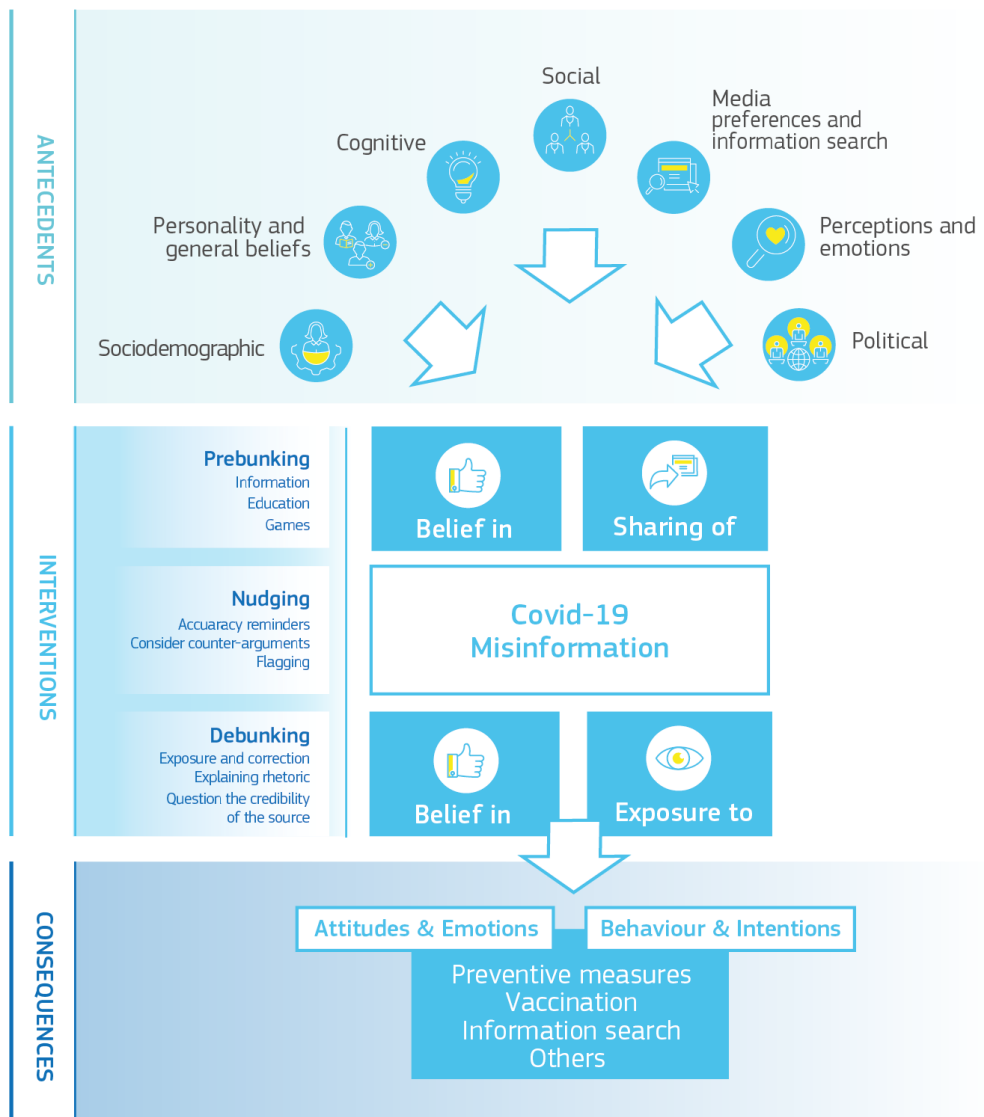 ANTECEDENTS
Social
Media
preferences and
information search
Cognitive
Personality and
general beliefs
Perceptions and
emotions
Sociodemographic
Political
INTERVENTIONS
Prebunking
Information
Education
Games
Belief in
Sharing of
Nudging
Accuaracy reminders
Consider counter-arguments
Flagging
Covid-19
Misinformation
Debunking
Exposure and correction
Explaining rhetoric
Question the credibility
of the source
Belief in
Exposure to
CONSEQUENCES
Attitudes & Emotions
Behaviour & Intentions
Preventive measures
Vaccination
Information search
Others